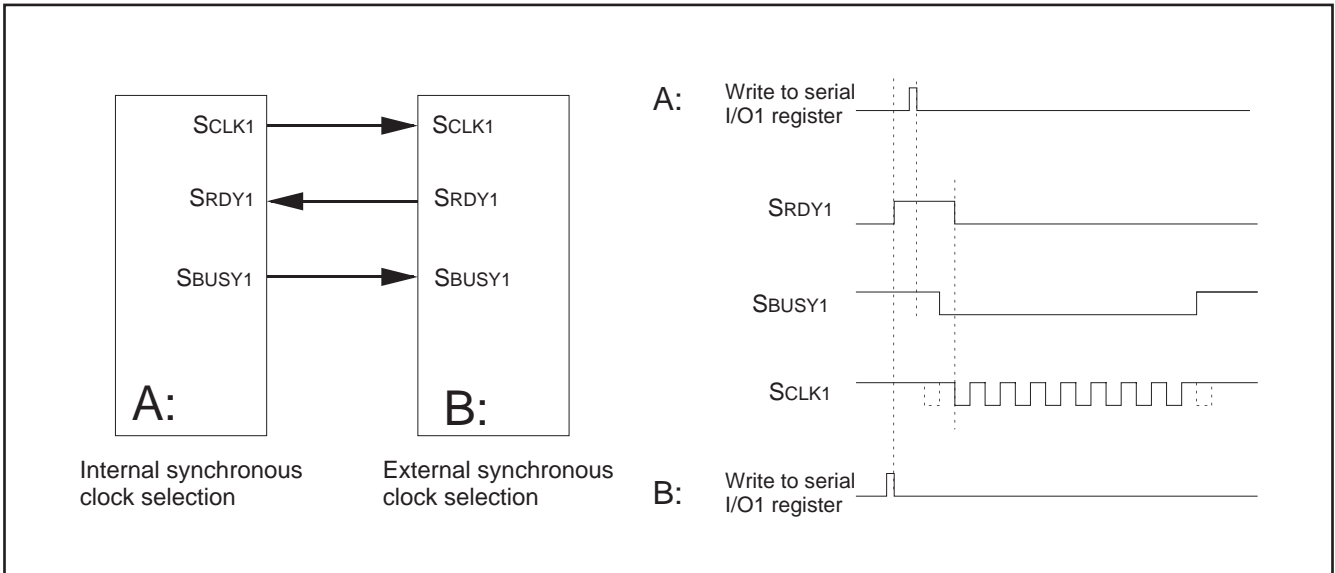 SCLK1
SRDY1
SBUSY1
A:
Internal synchronous
clock selection
SCLK1
SRDY1
SBUSY1
B:
External synchronous
clock selection
A:
Write to serial
I/O1 register
SRDY1
SBUSY1
SCLK1
B:
Write to serial
I/O1 register